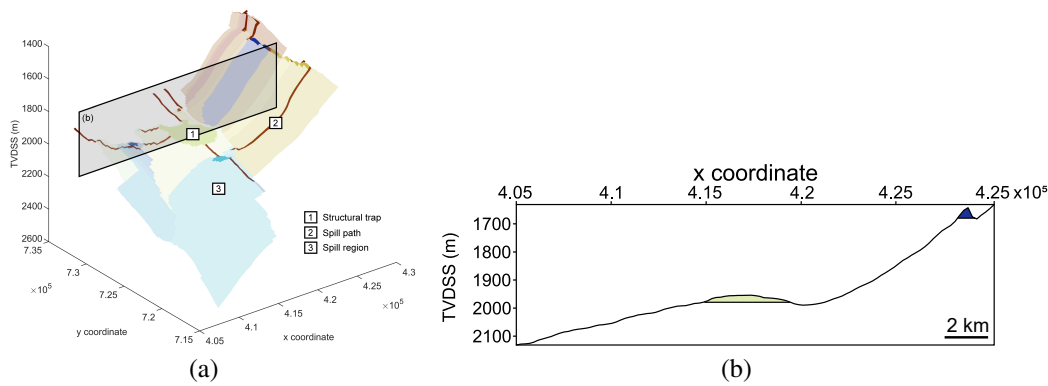 1400
1600
1800
2000
2200
2400
2600
TVDSS (m)
(b)
1
2
3
1 Structural trap
2 Spill path
3 Spill region
7.35
7.3
7.25
7.2
7.15
×10⁵
y coordinate
4.05
4.1
4.15
4.2
4.25
4.3
×10⁵
x coordinate
(a)
x coordinate
4.05 4.1 4.15 4.2 4.25 4.25 ×10⁵
1700
1800
1900
2000
2100
TVDSS (m)
2 km
(b)